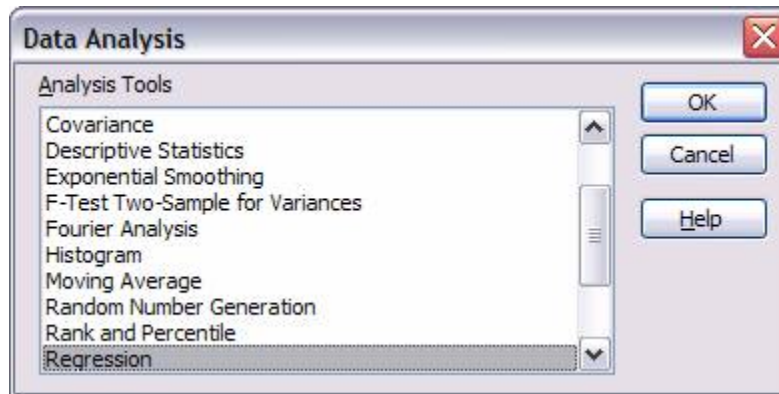 Data Analysis
Analysis Tools
Covariance
Descriptive Statistics
Exponential Smoothing
F-Test Two-Sample for Variances
Fourier Analysis
Histogram
Moving Average
Random Number Generation
Rank and Percentile
Regression
OK
Cancel
Help